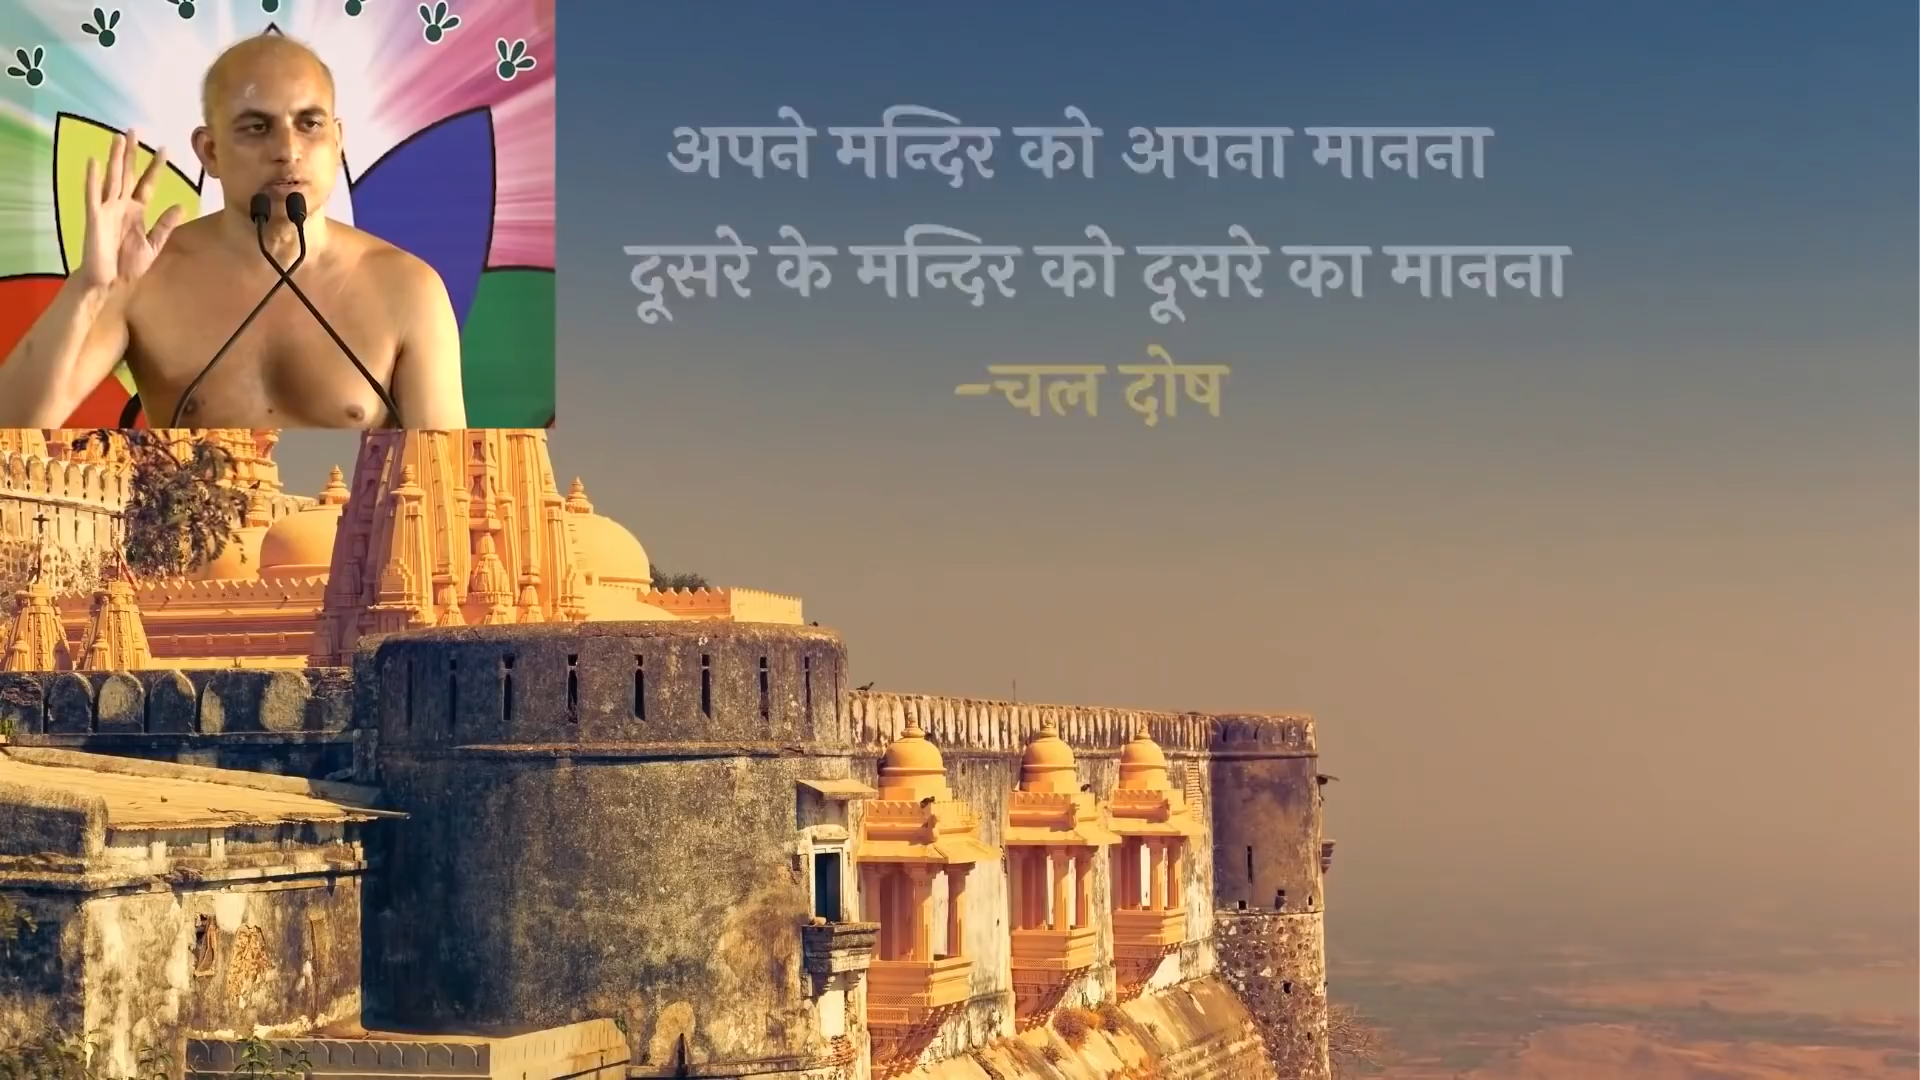 अपने मन्दिर को अपना मानना
दूसरे के मन्दिर को दूसरे का मानना
-चल दोष